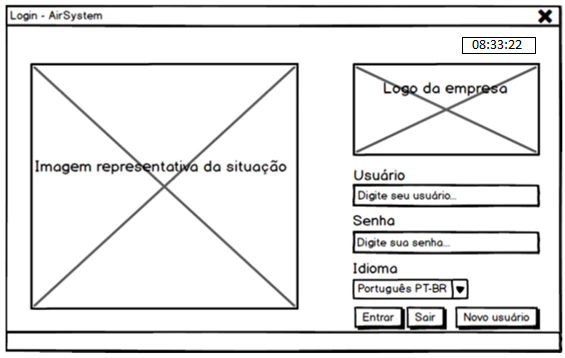 Login - AirSystem
08:33:22
Logo da empresa
Imagem representativa da situação
Usuário
Digite seu usuário...
Senha
Digite sua senha...
Idioma
Português PT-BR
Entrar Sair Novo usuário